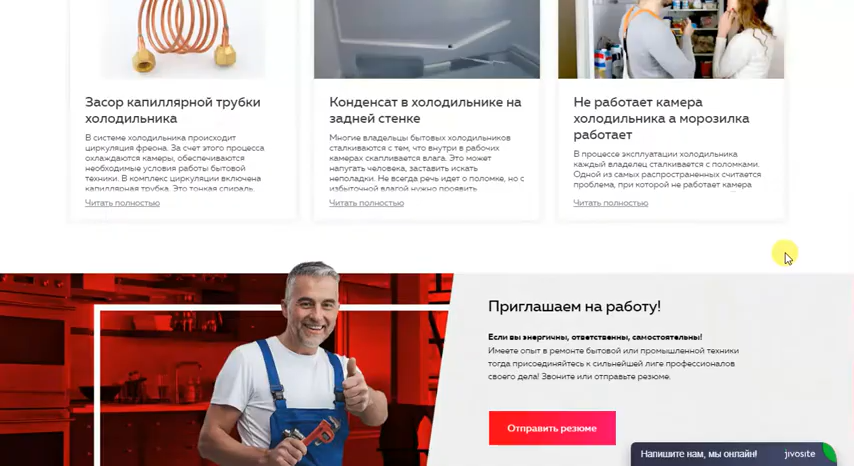 Засор капиллярной трубки
холодильника
В системе холодильника происходит
циркуляция фреона. За счет этого процесса
охлаждаются камеры, обеспечиваются
необходимые условия работы бытовой
техники. В комплекс циркуляции включена
капиллярная трубка. Это тонкая спираль,
Читать полностью
Конденсат в холодильнике на
задней стенке
Многие владельцы бытовых холодильников
сталкиваются с тем, что внутри в рабочих
камерах скапливается влага. Это может
напугать человека, заставить искать
неполадки. Не всегда речь идет о поломке, но с
избыточной влагой нужно проявить
Читать полностью
Не работает камера
холодильника а морозилка
работает
В процессе эксплуатации холодильника
каждый владелец сталкивается с поломками.
Одной из самых распространенных считается
проблема, при которой не работает камера
Читать полностью
Приглашаем на работу!
Если вы энергичны, ответственны, самостоятельны!
Имеете опыт в ремонте бытовой или промышленной техники
тогда присоединяйтесь к сильнейшей лиге профессионалов
своего дела! Звоните или отправьте резюме.
Отправить резюме
Напишите нам, мы онлайн! jivosite